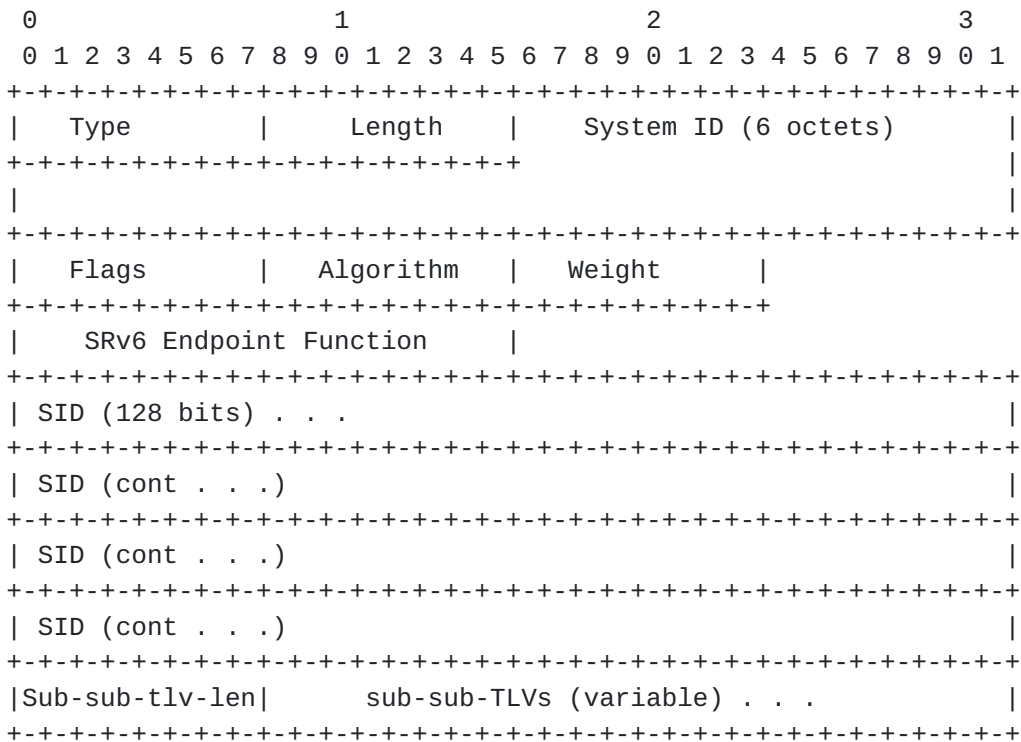 0                   1                   2                   3
 0 1 2 3 4 5 6 7 8 9 0 1 2 3 4 5 6 7 8 9 0 1 2 3 4 5 6 7 8 9 0 1
+-+-+-+-+-+-+-+-+-+-+-+-+-+-+-+-+-+-+-+-+-+-+-+-+-+-+-+-+-+-+-+-+
|   Type        |     Length    |    System ID (6 octets)       |
+-+-+-+-+-+-+-+-+-+-+-+-+-+-+-+-+                               |
|                                                               |
+-+-+-+-+-+-+-+-+-+-+-+-+-+-+-+-+-+-+-+-+-+-+-+-+-+-+-+-+-+-+-+-+
|   Flags       |   Algorithm   |   Weight      |
+-+-+-+-+-+-+-+-+-+-+-+-+-+-+-+-+-+-+-+-+-+-+-+-+
|    SRv6 Endpoint Function     |
+-+-+-+-+-+-+-+-+-+-+-+-+-+-+-+-+-+-+-+-+-+-+-+-+-+-+-+-+-+-+-+-+
| SID (128 bits) . . .                                          |
+-+-+-+-+-+-+-+-+-+-+-+-+-+-+-+-+-+-+-+-+-+-+-+-+-+-+-+-+-+-+-+-+
| SID (cont . . .)                                              |
+-+-+-+-+-+-+-+-+-+-+-+-+-+-+-+-+-+-+-+-+-+-+-+-+-+-+-+-+-+-+-+-+
| SID (cont . . .)                                              |
+-+-+-+-+-+-+-+-+-+-+-+-+-+-+-+-+-+-+-+-+-+-+-+-+-+-+-+-+-+-+-+-+
| SID (cont . . .)                                              |
+-+-+-+-+-+-+-+-+-+-+-+-+-+-+-+-+-+-+-+-+-+-+-+-+-+-+-+-+-+-+-+-+
|Sub-sub-tlv-len|      sub-sub-TLVs (variable) . . .            |
+-+-+-+-+-+-+-+-+-+-+-+-+-+-+-+-+-+-+-+-+-+-+-+-+-+-+-+-+-+-+-+-+